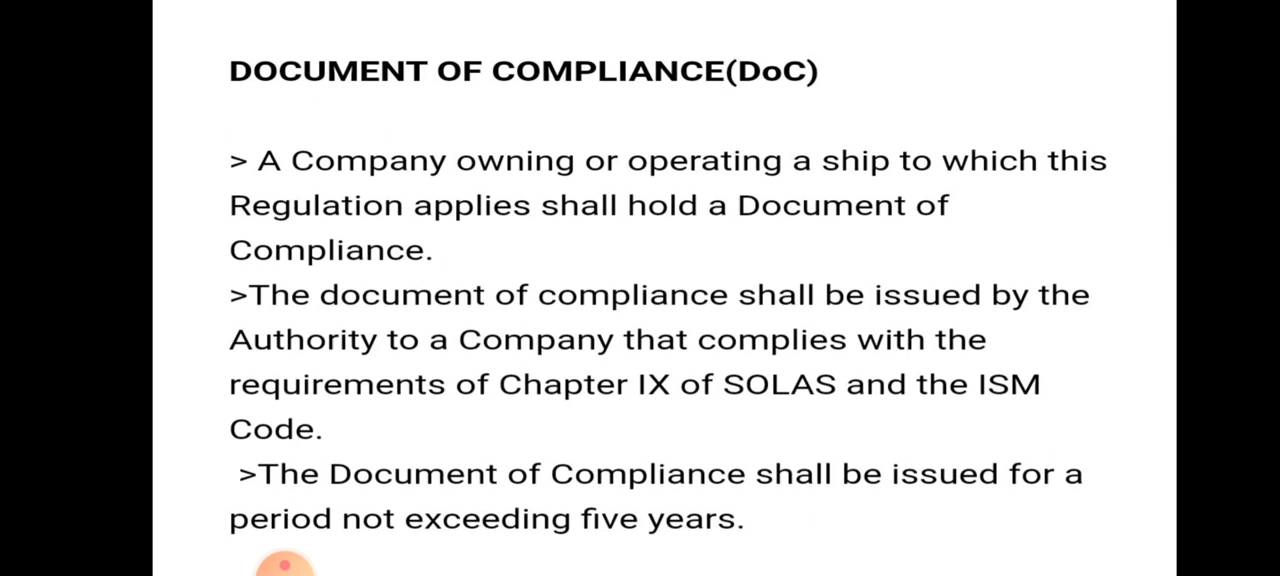 DOCUMENT OF COMPLIANCE(DoC)
> A Company owning or operating a ship to which this
Regulation applies shall hold a Document of
Compliance.
>The document of compliance shall be issued by the
Authority to a Company that complies with the
requirements of Chapter IX of SOLAS and the ISM
Code.
>The Document of Compliance shall be issued for a
period not exceeding five years.